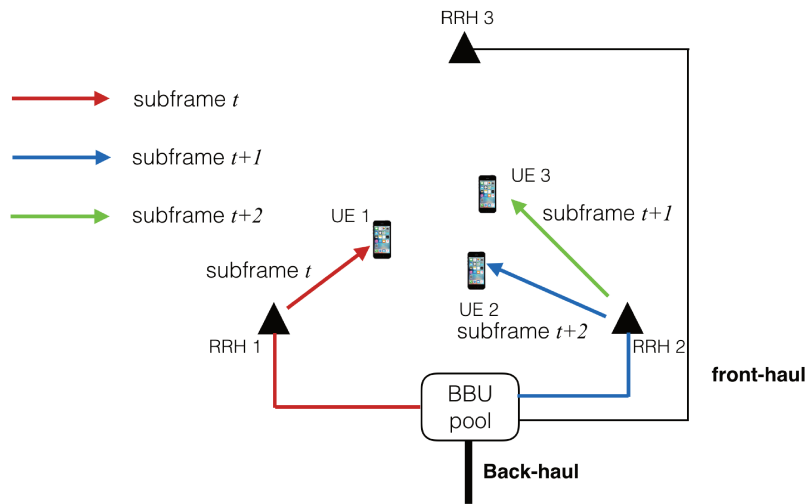 RRH 3
subframe t
subframe t+1
subframe t+2
UE 3
subframe t+1
UE 1
subframe t
UE 2
subframe t+2
RRH 1
RRH 2
front-haul
BBU
pool
Back-haul